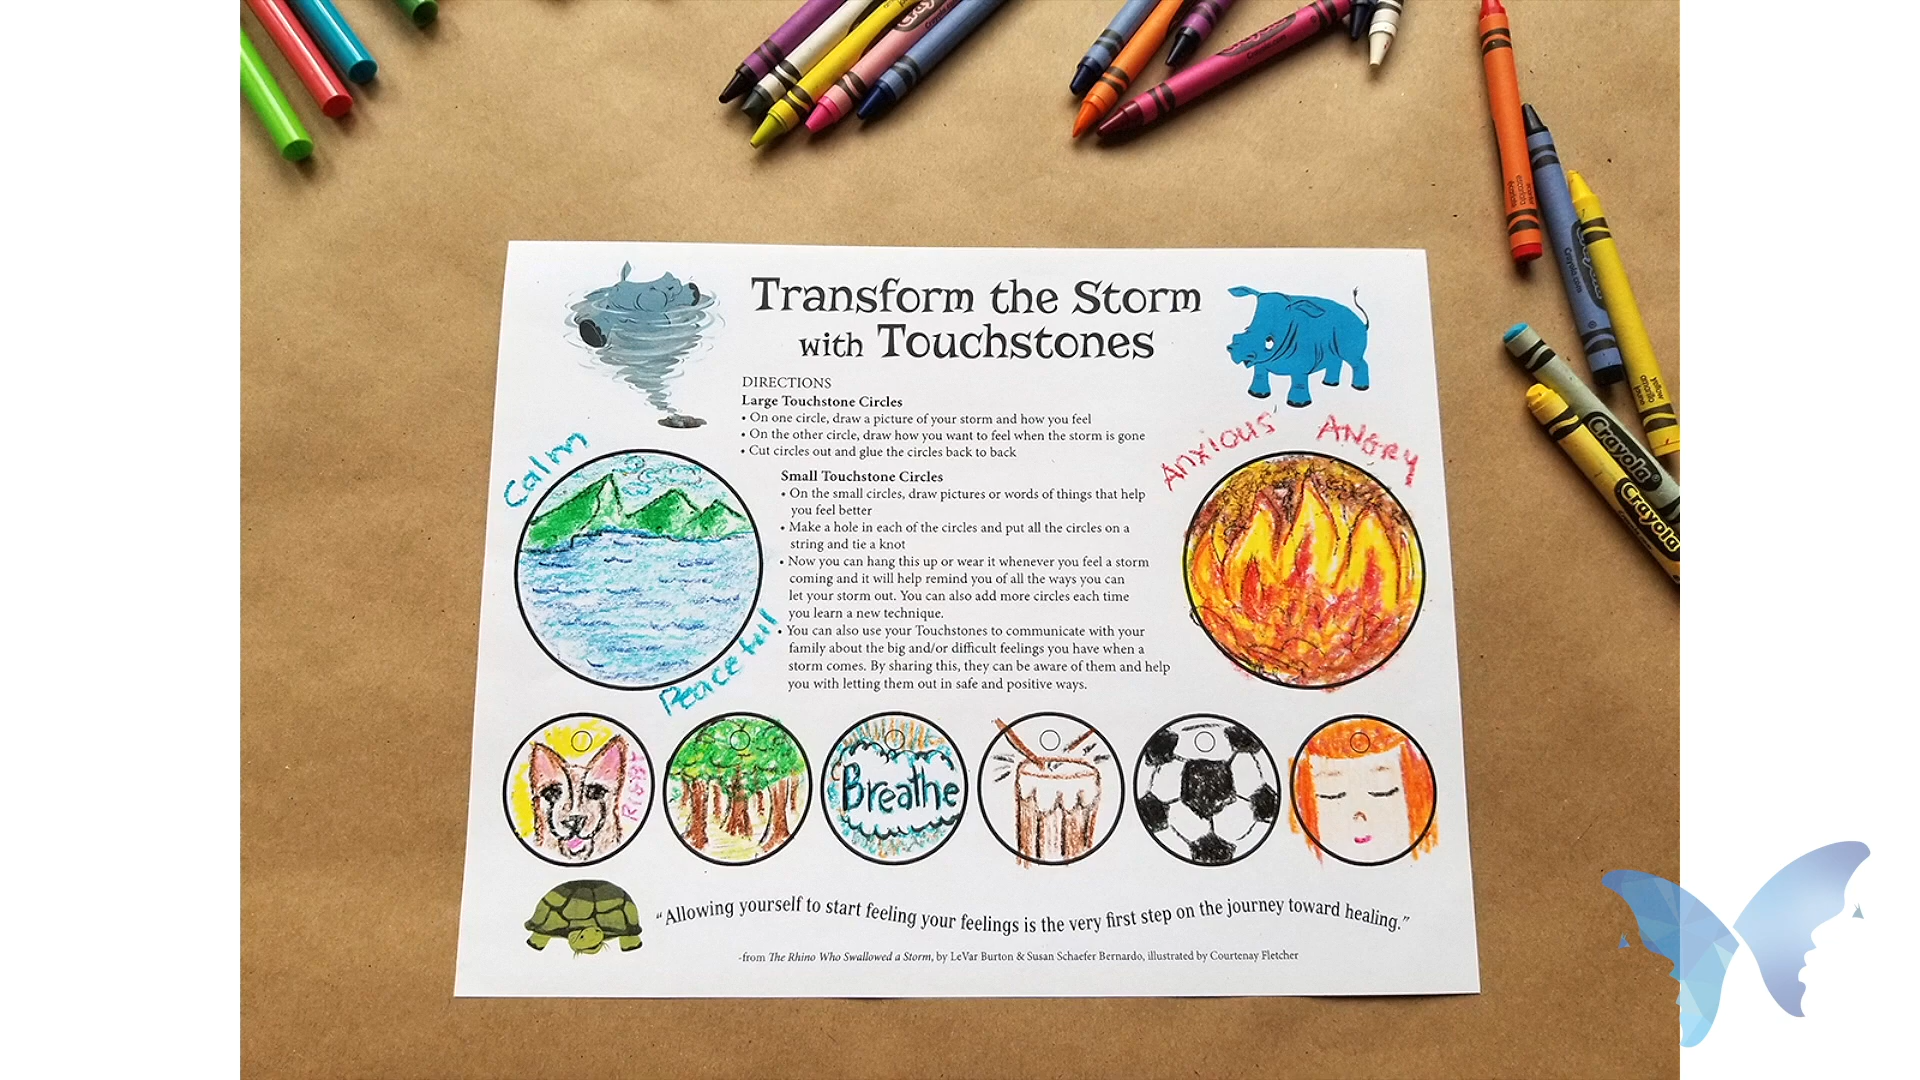 Transform the Storm
with Touchstones
DIRECTIONS
Large Touchstone Circles
• On one circle, draw a picture of your storm and how you feel
• On the other circle, draw how you want to feel when the storm is gone
• Cut circles out and glue the circles back to back
Small Touchstone Circles
• On the small circles, draw pictures or words of things that help
you feel better
• Make a hole in each of the circles and put all the circles on a
string and tie a knot
• Now you can hang this up or wear it whenever you feel a storm
coming and it will help remind you of all the ways you can
let your storm out. You can also add more circles each time
you learn a new technique.
• You can also use your Touchstones to communicate with your
family about the big and/or difficult feelings you have when a
storm comes. By sharing this, they can be aware of them and help
you with letting them out in safe and positive ways.
Calm
Peaceful
Anxious
ANGRY
Breathe
"Allowing yourself to start feeling your feelings is the very first step on the journey toward healing."
-from The Rhino Who Swallowed a Storm, by LeVar Burton & Susan Schaefer Bernardo, illustrated by Courtenay Fletcher
Crayola
Crayola